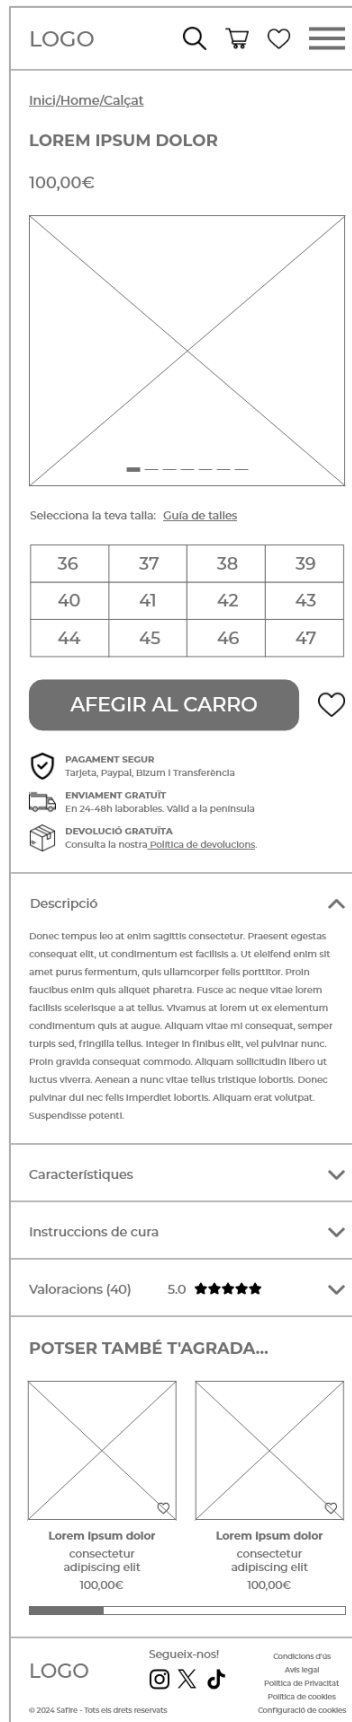 LOGO
Inici/Home/Calçat
LOREM IPSUM DOLOR
100,00€
Selecciona la teva talla: Guía de talles
36 37 38 39
40 41 42 43
44 45 46 47
AFEGIR AL CARRO
PAGAMENT SEGUR
Tarjeta, Paypal, Bizum i Transferència
ENVIAMENT GRATUÏT
En 24-48h laborables. Vàlid a la península
DEVOLUCIÓ GRATUÏTA
Consulta la nostra Política de devolucions.
Descripció
Donec tempus leo at enim sagittis consectetur. Praesent egestas
consequat elit, ut condimentum est facilisis a. Ut eleifend enim sit
amet purus fermentum, quis ullamcorper felis porttitor. Proin
faucibus enim quis aliquet pharetra. Fusce ac neque vitae lorem
facilisis scelerisque a at tellus. Vivamus at lorem ut ex elementum
condimentum quis at augue. Aliquam vitae mi consequat, semper
turpis sed, fringilla tellus. Integer in finibus elit, vel pulvinar nunc.
Proin gravida consequat commodo. Aliquam sollicitudin libero ut
luctus viverra. Aenean a nunc vitae tellus tristique lobortis. Donec
pulvinar dui nec felis imperdiet lobortis. Aliquam erat volutpat.
Suspendisse potenti.
Característiques
Instruccions de cura
Valoracions (40) 5.0
POTSER TAMBÉ T'AGRADA...
Lorem ipsum dolor
consectetur
adipiscing elit
100,00€
Lorem ipsum dolor
consectetur
adipiscing elit
100,00€
LOGO
© 2024 Safire - Tots els drets reservats
Segueix-nos!
Condicions d'ús
Avis legal
Política de Privacitat
Política de cookies
Configuració de cookies